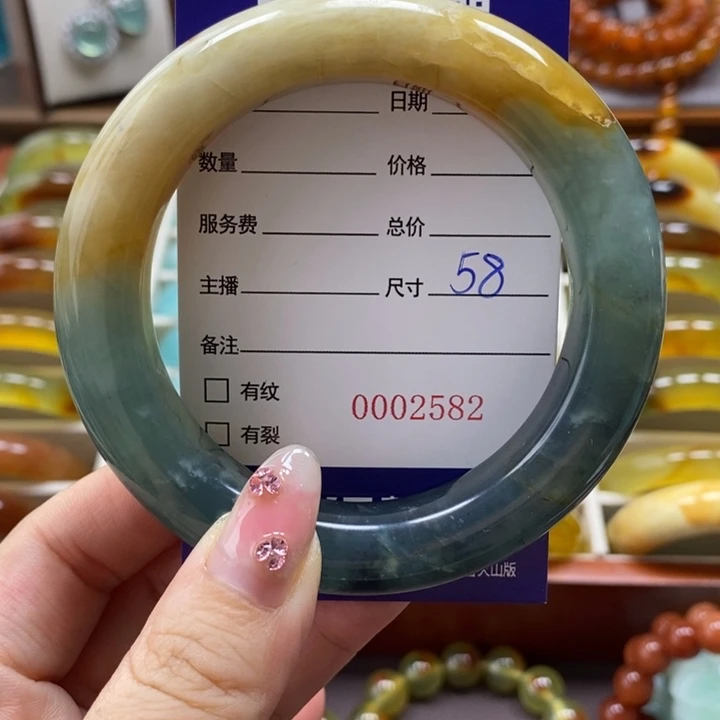 日期
数量 价格
服务费 总价
主播 尺寸 58
备注
有纹
0002582
有裂